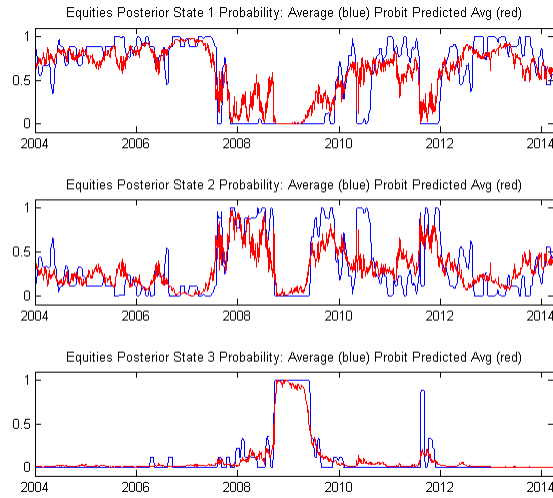 Equities Posterior State 1 Probability: Average (blue) Probit Predicted Avg (red)
1
0.5
0
2004 2006 2008 2010 2012 2014
Equities Posterior State 2 Probability: Average (blue) Probit Predicted Avg (red)
1
0.5
0
2004 2006 2008 2010 2012 2014
Equities Posterior State 3 Probability: Average (blue) Probit Predicted Avg (red)
1
0.5
0
2004 2006 2008 2010 2012 2014